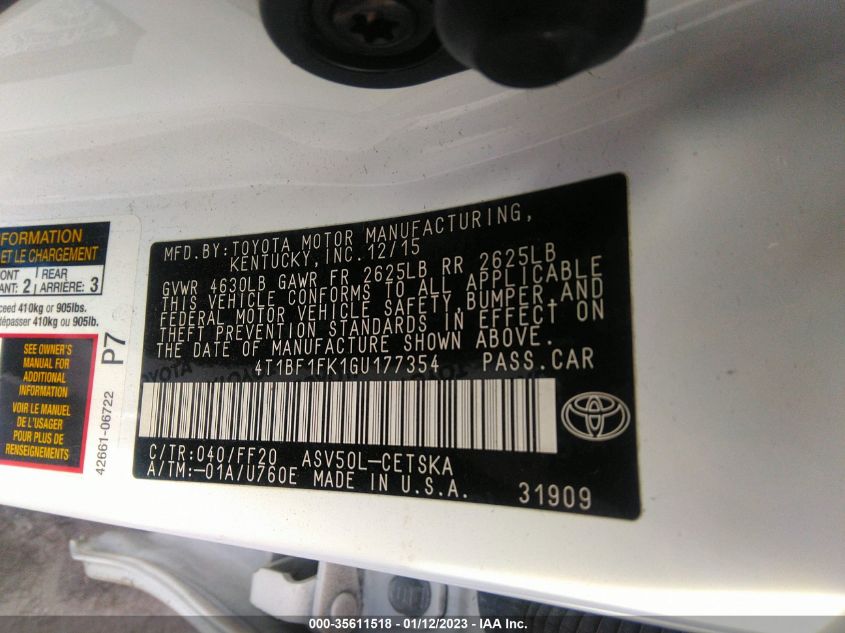 MFD.BY:TOYOTA MOTOR MANUFACTURING,
KENTUCKY,INC.12/15
GVWR 4630LB GAWR FR 2625LB RR 2625LB
THIS VEHICLE CONFORMS TO ALL APPLICABLE
FEDERAL MOTOR VEHICLE SAFETY,BUMPER,AND
THEFT PREVENTION STANDARDS IN EFFECT ON
THE DATE OF MANUFACTURE SHOWN ABOVE.
4T1BF1FK1GU177354 PASS.CAR
C/TR:040/FF20 ASV50L-CETSKA
A/TM:-01A/U760E MADE IN U.S.A.
31909
FORMATION
ET LE CHARGEMENT
ONT REAR
ANT: 2 ARRIÈRE: 3
ceed 410kg or 905lbs.
dépasser 410kg ou 905lb.
SEE OWNER'S
MANUAL FOR
ADDITIONAL
INFORMATION
VOIR LE MANUEL
DE L'USAGER
POUR PLUS DE
RENSEIGNEMENTS
P7
42661-06722
000-35611518 - 01/12/2023 - IAA Inc.